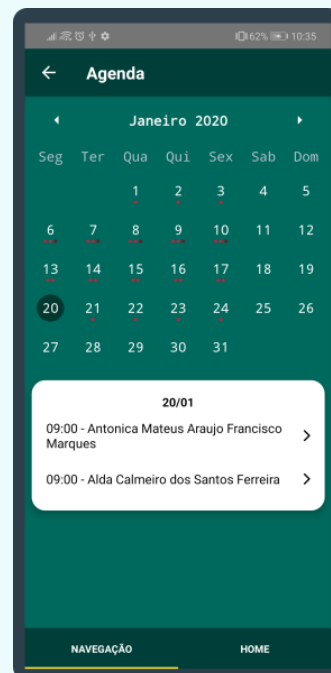 62% 10:35
Agenda
Janeiro 2020
Seg Ter Qua Qui Sex Sab Dom
1 2 3 4 5
6 7 8 9 10 11 12
13 14 15 16 17 18 19
20 21 22 23 24 25 26
27 28 29 30 31
20/01
09:00 - Antonica Mateus Araujo Francisco
Marques
09:00 - Alda Calmeiro dos Santos Ferreira
NAVEGAÇÃO HOME